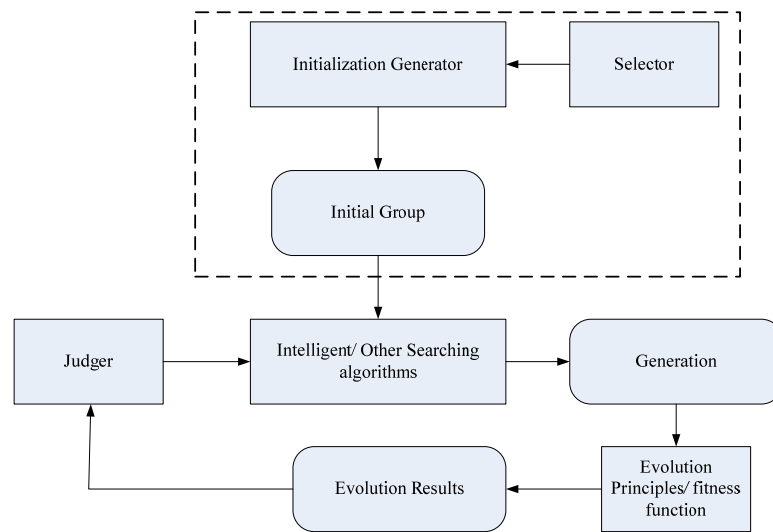 Initialization Generator
Selector
Initial Group
Judger
Intelligent/ Other Searching
algorithms
Generation
Evolution Results
Evolution
Principles/ fitness
function